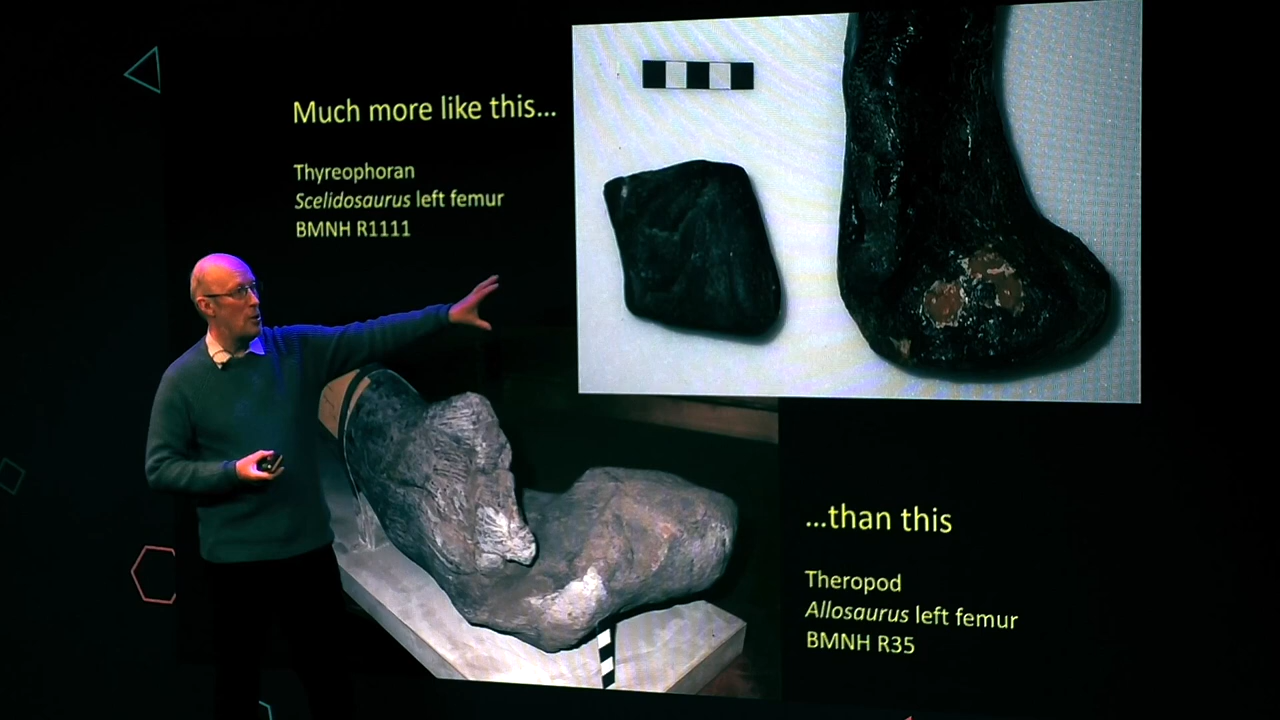 Much more like this...
Thyreophoran
Scelidosaurus left femur
BMNH R1111
...than this
Theropod
Allosaurus left femur
BMNH R35